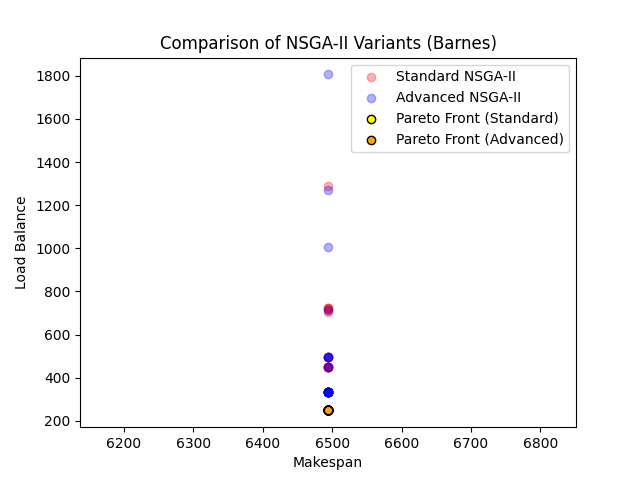 Comparison of NSGA-II Variants (Barnes)
Standard NSGA-II
Advanced NSGA-II
Pareto Front (Standard)
Pareto Front (Advanced)
Load Balance
1800
1600
1400
1200
1000
800
600
400
200
6200 6300 6400 6500 6600 6700 6800
Makespan